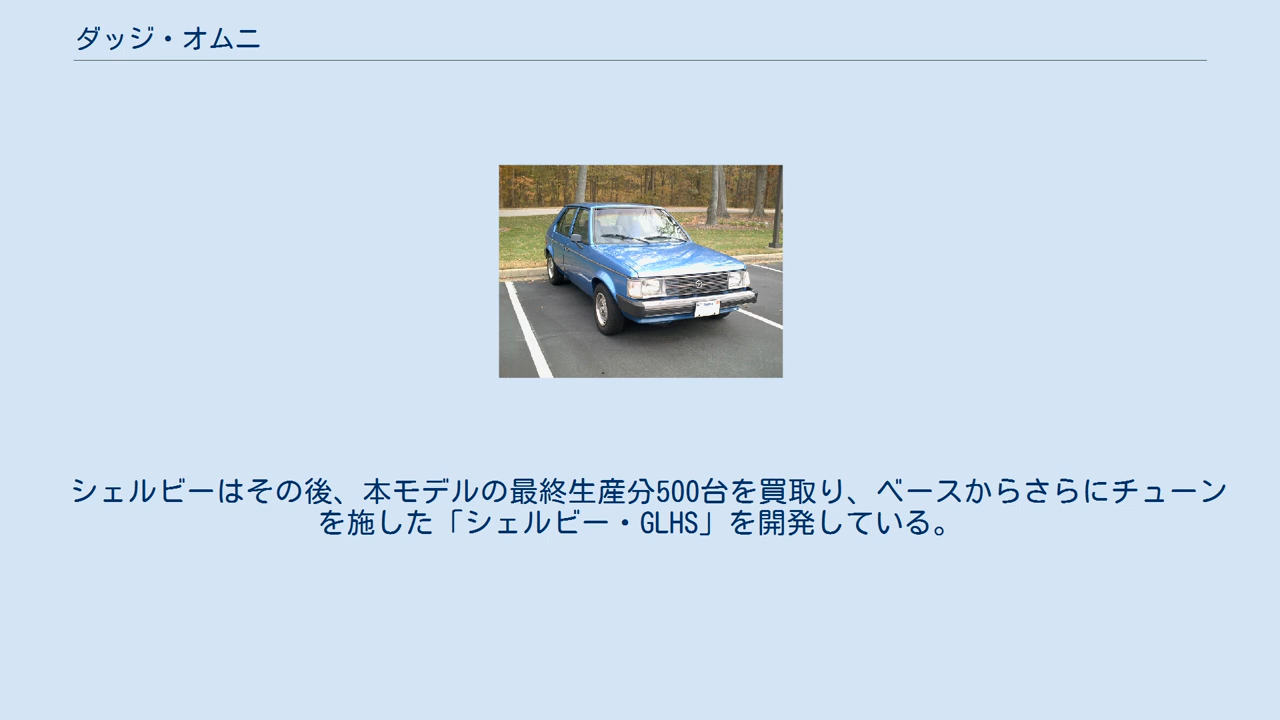 ダッジ・オムニ
シェルビーはその後、本モデルの最終生産分500台を買取り、ベースからさらにチューン
を施した「シェルビー・GLHS」を開発している。